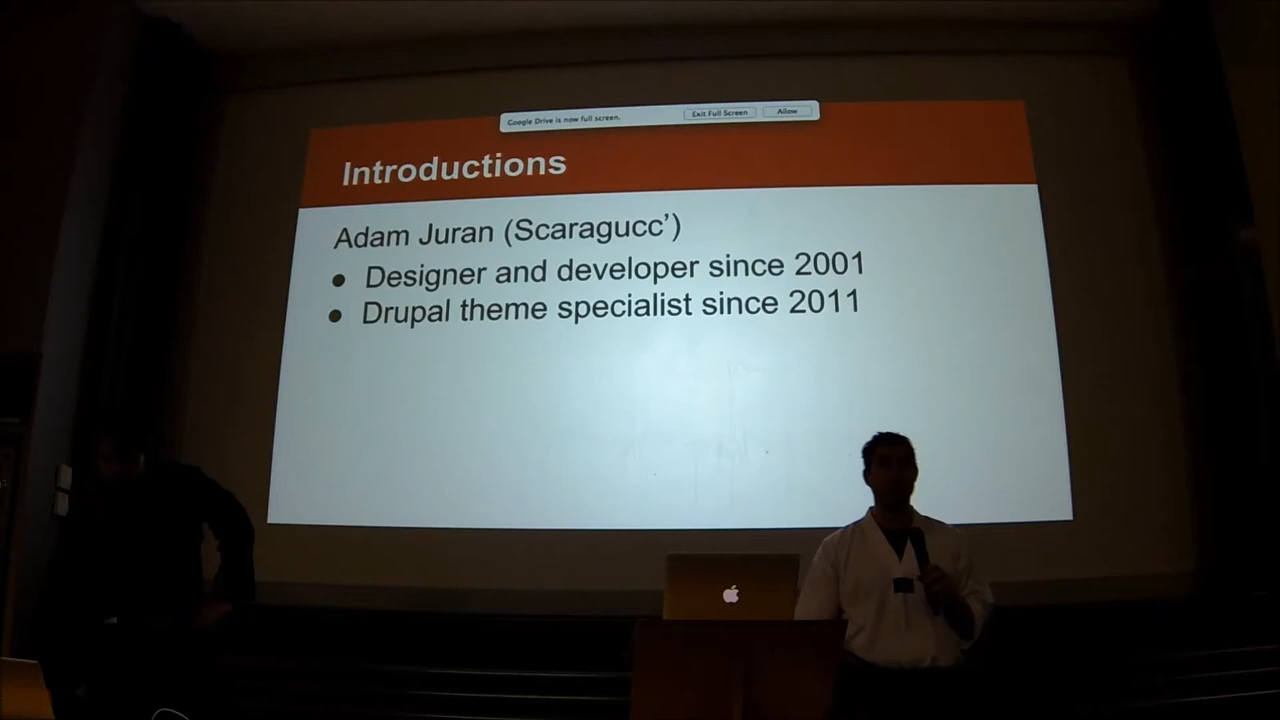 Google Drive is now full screen. Exit Full Screen Allow
Introductions
Adam Juran (Scaragucc’)
● Designer and developer since 2001
● Drupal theme specialist since 2011